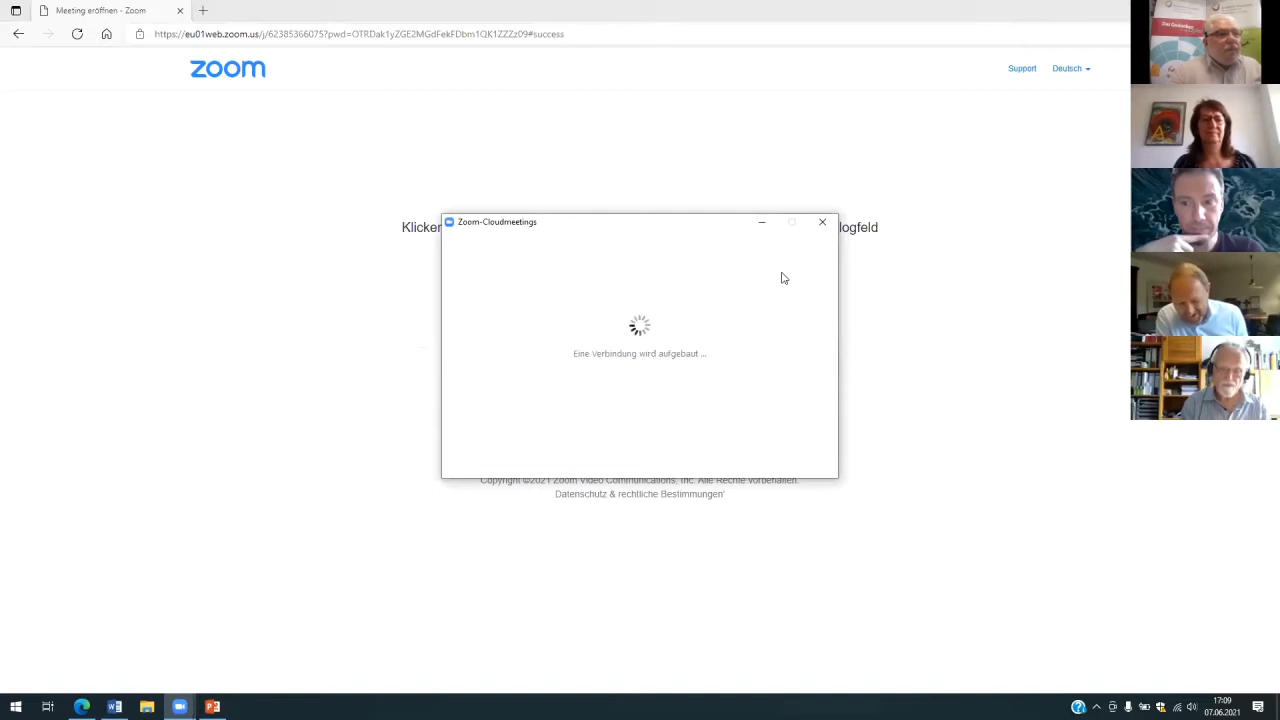 Meeting eröffnen - Zoom
https://eu01web.zoom.us/j/62385366075?pwd=OTRDak1yZGE2MGdFekFDbm1QK1ZZZz09#success
zoom
Support
Deutsch
Klicken
logfeld
Zoom-Cloudmeetings
Eine Verbindung wird aufgebaut ...
Copyright ©2021 Zoom Video Communications, Inc. Alle Rechte vorbehalten.
Datenschutz & rechtliche Bestimmungen
17:09
07.06.2021